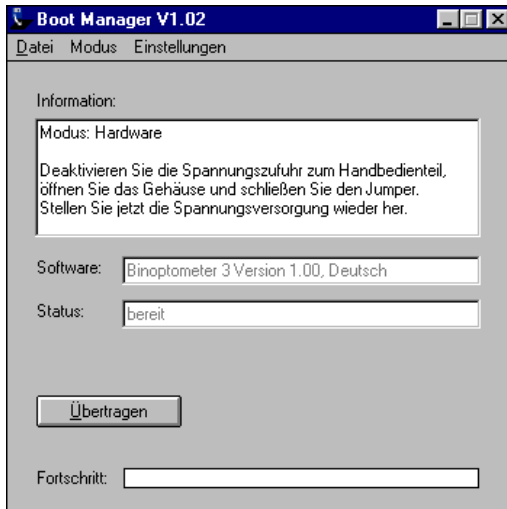 Boot Manager V1.02
Datei Modus Einstellungen
Information:
Modus: Hardware
Deaktivieren Sie die Spannungszufuhr zum Handbedienteil,
öffnen Sie das Gehäuse und schließen Sie den Jumper.
Stellen Sie jetzt die Spannungsversorgung wieder her.
Software: Binoptometer 3 Version 1.00, Deutsch
Status: bereit
Übertragen
Fortschritt: